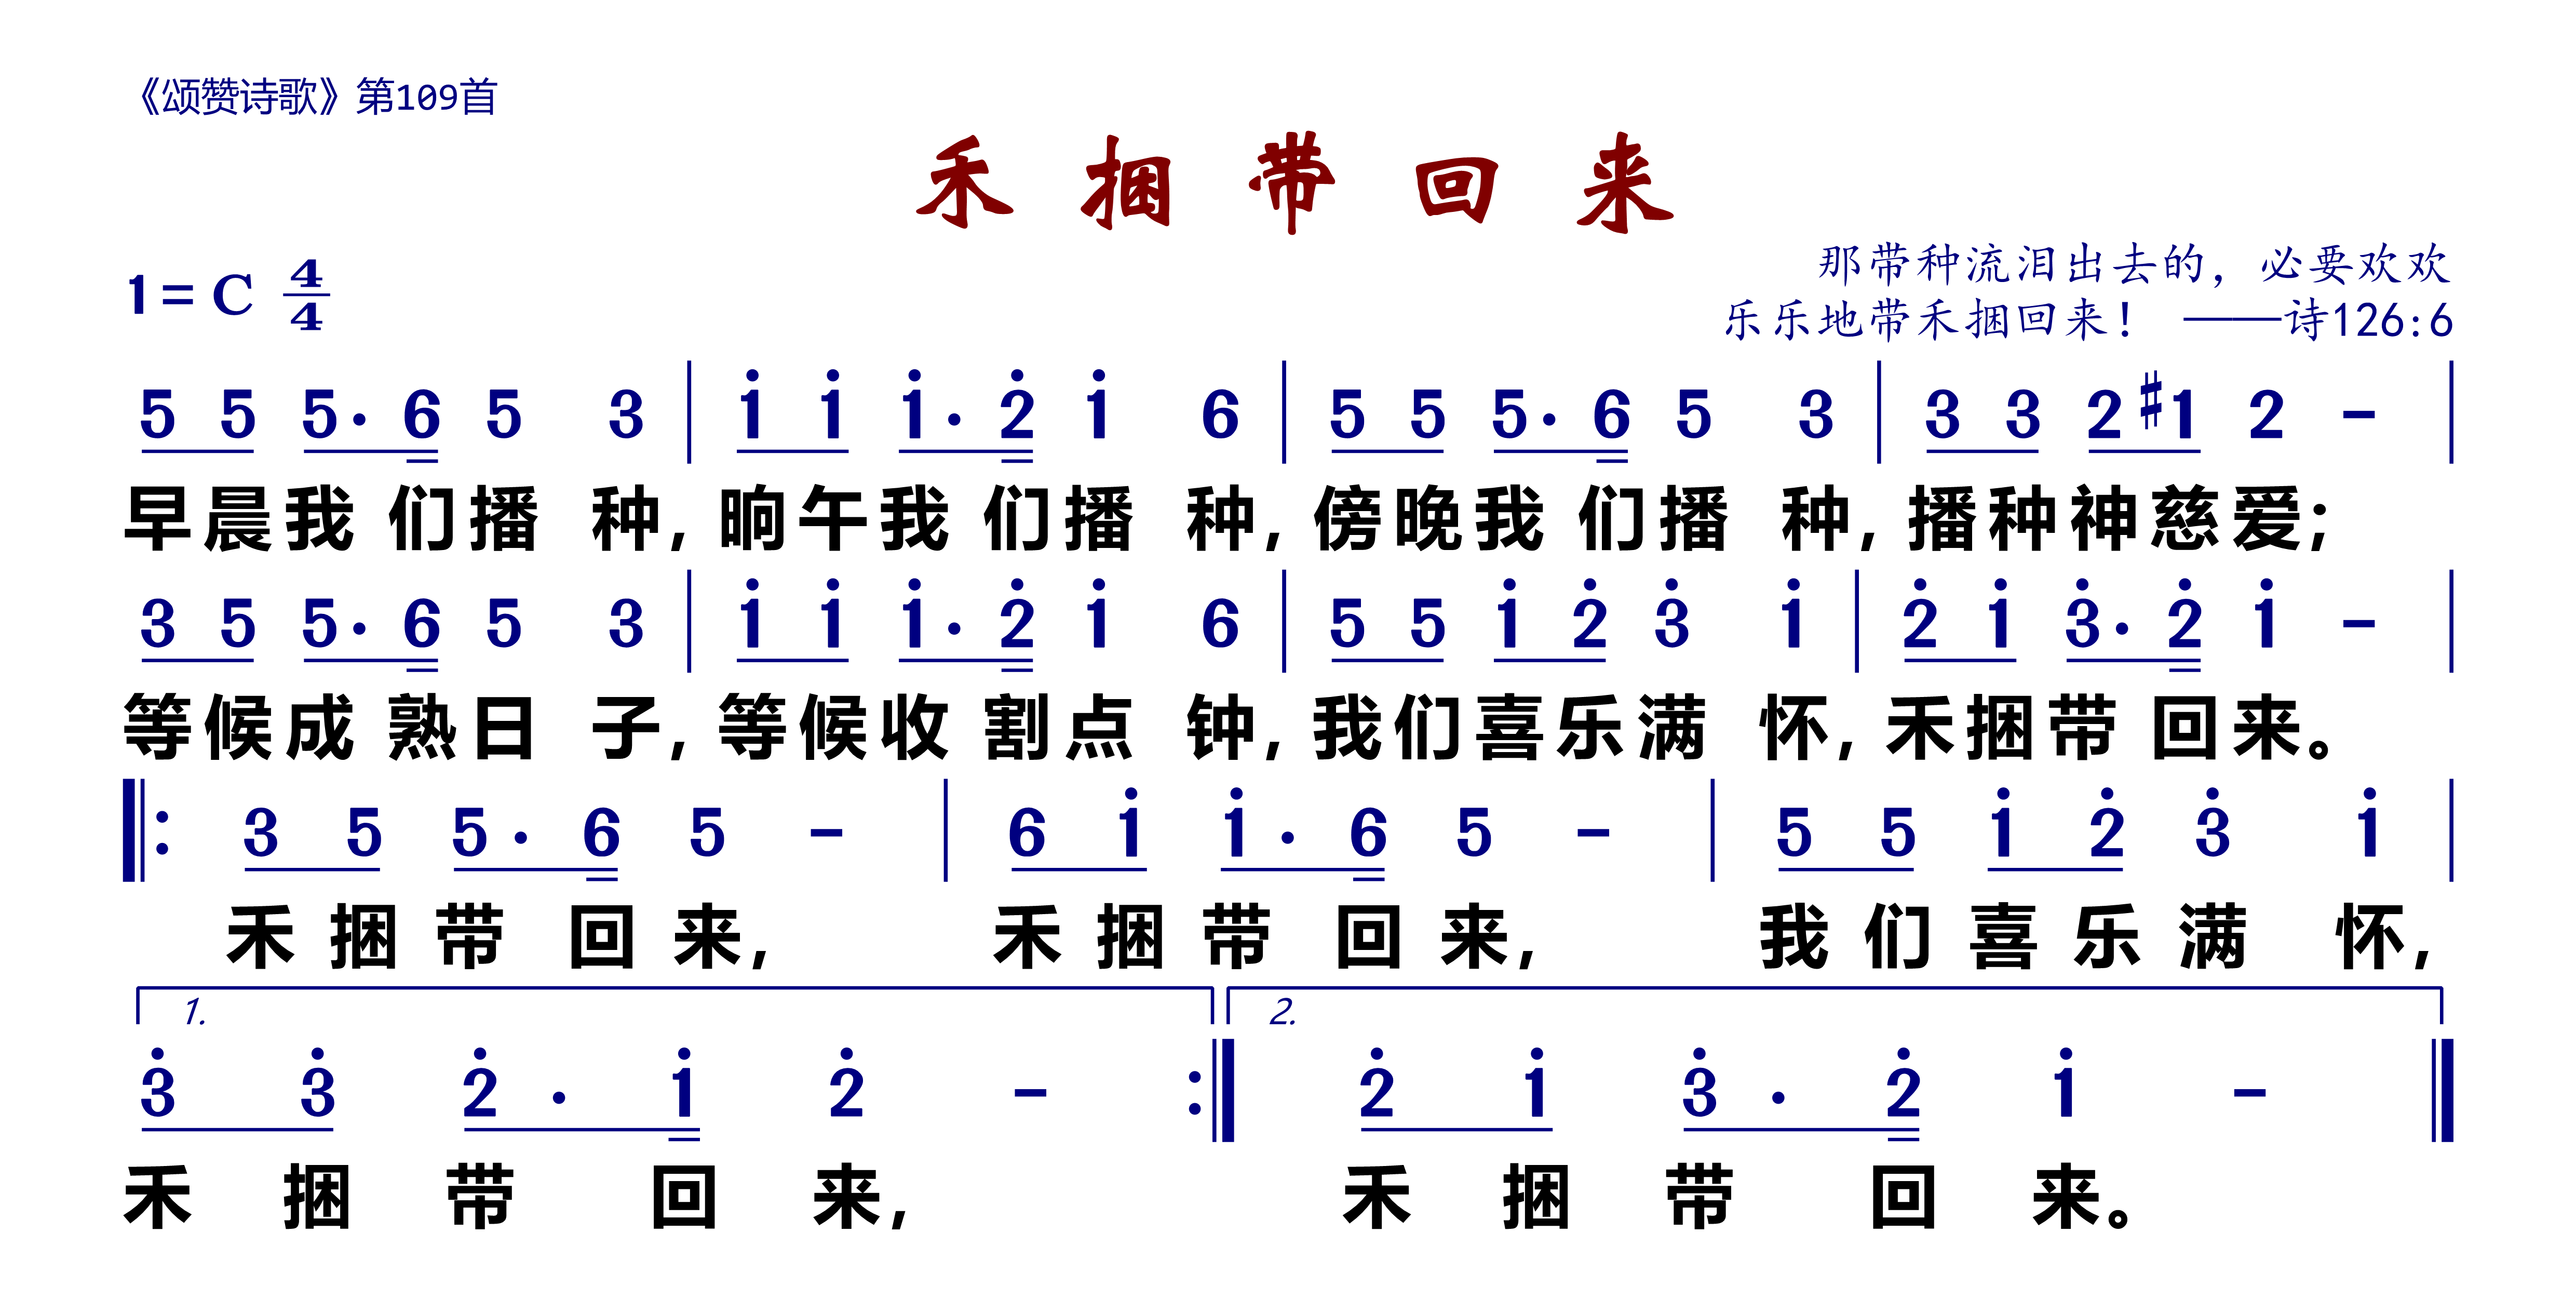 《颂赞诗歌》第109首
禾捆带回来
1=C 4/4
那带种流泪出去的，必要欢欢
乐乐地带禾捆回来！ ——诗126:6
5 5 5· 6 5 3 | i i i· 2̇ i 6 | 5 5 5· 6 5 3 | 3 3 2 #1 2 - |
早晨我们播种，晌午我们播种，傍晚我们播种，播种神慈爱；
3 5 5· 6 5 3 | i i i· 2̇ i 6 | 5 5 i 2̇ 3̇ i | 2̇ i 3̇· 2̇ i - |
等候成熟日子，等候收割点钟，我们喜乐满怀，禾捆带回来。
‖: 3 5 5· 6 5 - | 6 i i· 6 5 - | 5 5 i 2̇ 3̇ i |
禾捆带回来，禾捆带回来，我们喜乐满怀，
1. 2.
3̇ 3̇ 2̇· i 2̇ - :‖ 2̇ i 3̇· 2̇ i - ‖
禾捆带回来，禾捆带回来。